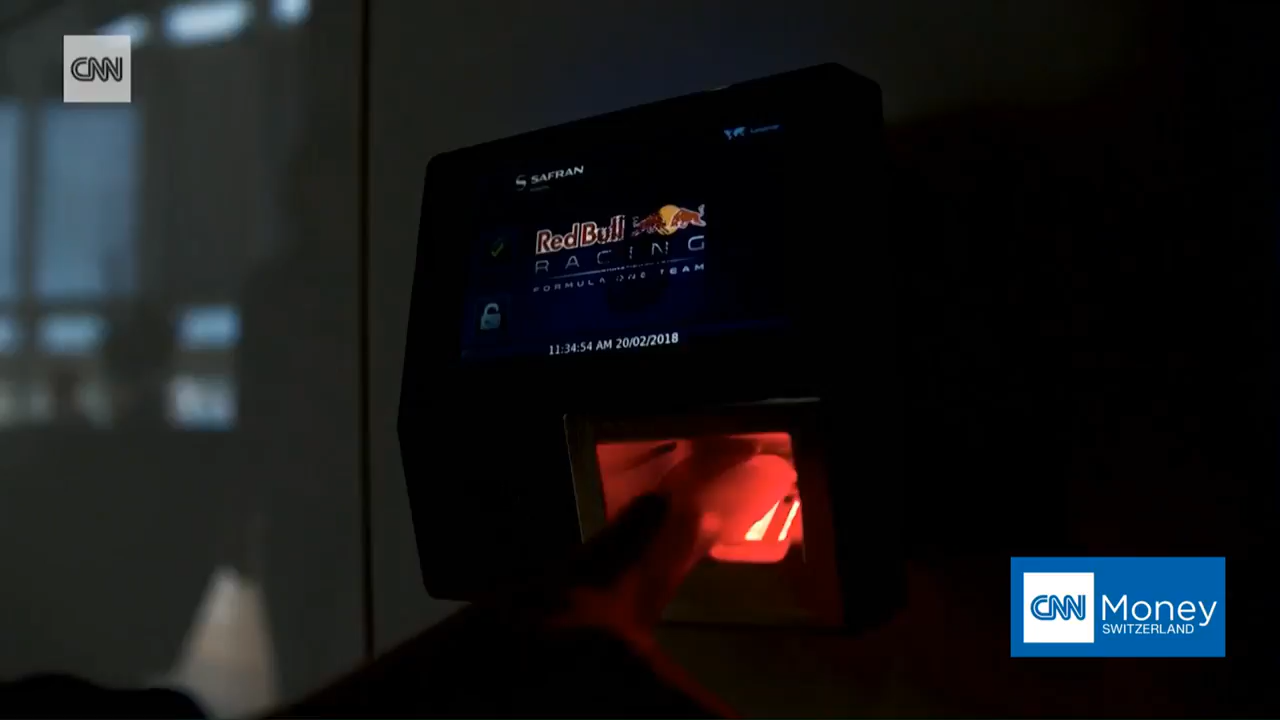 CNN
SAFRAN
Red Bull
RACING
FORMULA ONE TEAM
11:34:54 AM 20/02/2018
CNN Money
SWITZERLAND